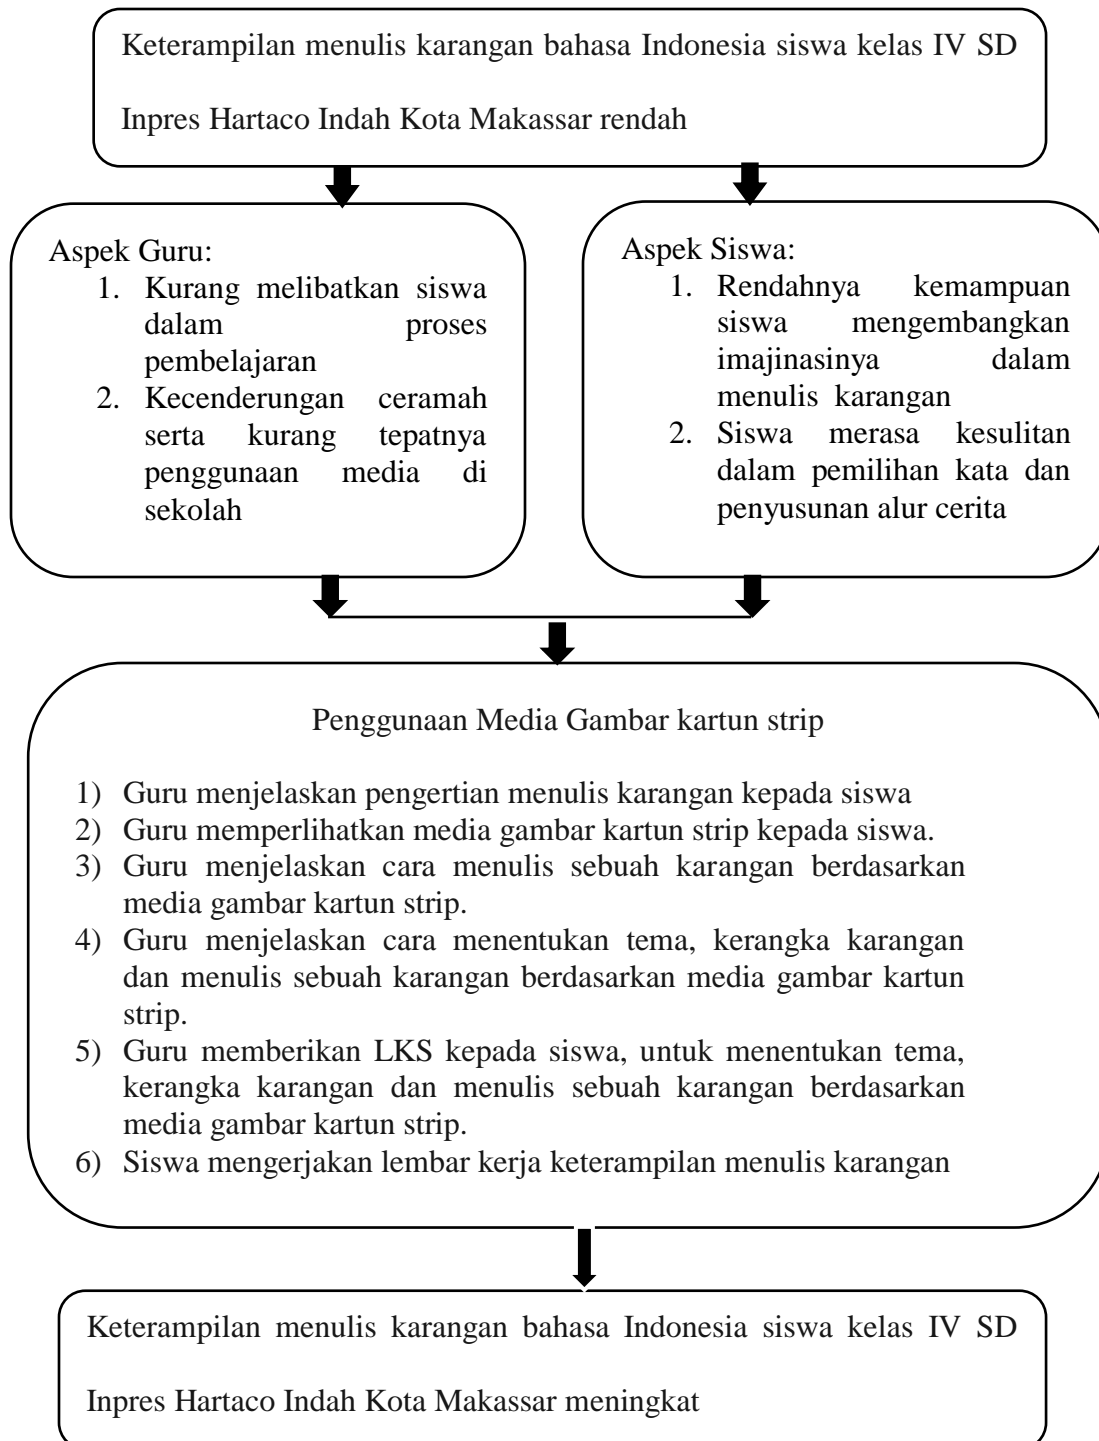 Keterampilan menulis karangan bahasa Indonesia siswa kelas IV SD
Inpres Hartaco Indah Kota Makassar rendah
Aspek Guru:
1. Kurang melibatkan siswa
dalam proses
pembelajaran
2. Kecenderungan ceramah
serta kurang tepatnya
penggunaan media di
sekolah
Aspek Siswa:
1. Rendahnya kemampuan
siswa mengembangkan
imajinasinya dalam
menulis karangan
2. Siswa merasa kesulitan
dalam pemilihan kata dan
penyusunan alur cerita
Penggunaan Media Gambar kartun strip
1) Guru menjelaskan pengertian menulis karangan kepada siswa
2) Guru memperlihatkan media gambar kartun strip kepada siswa.
3) Guru menjelaskan cara menulis sebuah karangan berdasarkan
media gambar kartun strip.
4) Guru menjelaskan cara menentukan tema, kerangka karangan
dan menulis sebuah karangan berdasarkan media gambar kartun
strip.
5) Guru memberikan LKS kepada siswa, untuk menentukan tema,
kerangka karangan dan menulis sebuah karangan berdasarkan
media gambar kartun strip.
6) Siswa mengerjakan lembar kerja keterampilan menulis karangan
Keterampilan menulis karangan bahasa Indonesia siswa kelas IV SD
Inpres Hartaco Indah Kota Makassar meningkat